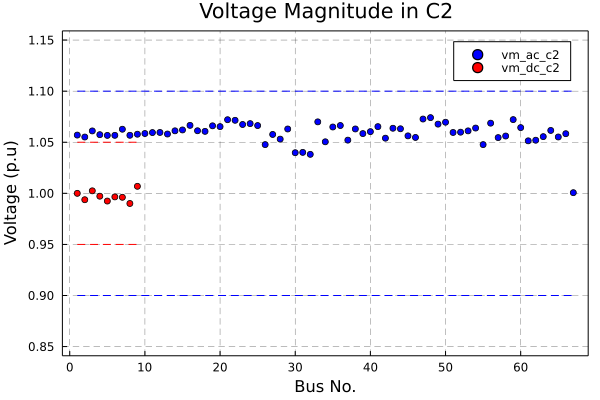 Voltage Magnitude in C2
1.15
1.10
1.05
1.00
0.95
0.90
0.85
Voltage (p.u)
vm_ac_c2
vm_dc_c2
0 10 20 30 40 50 60
Bus No.